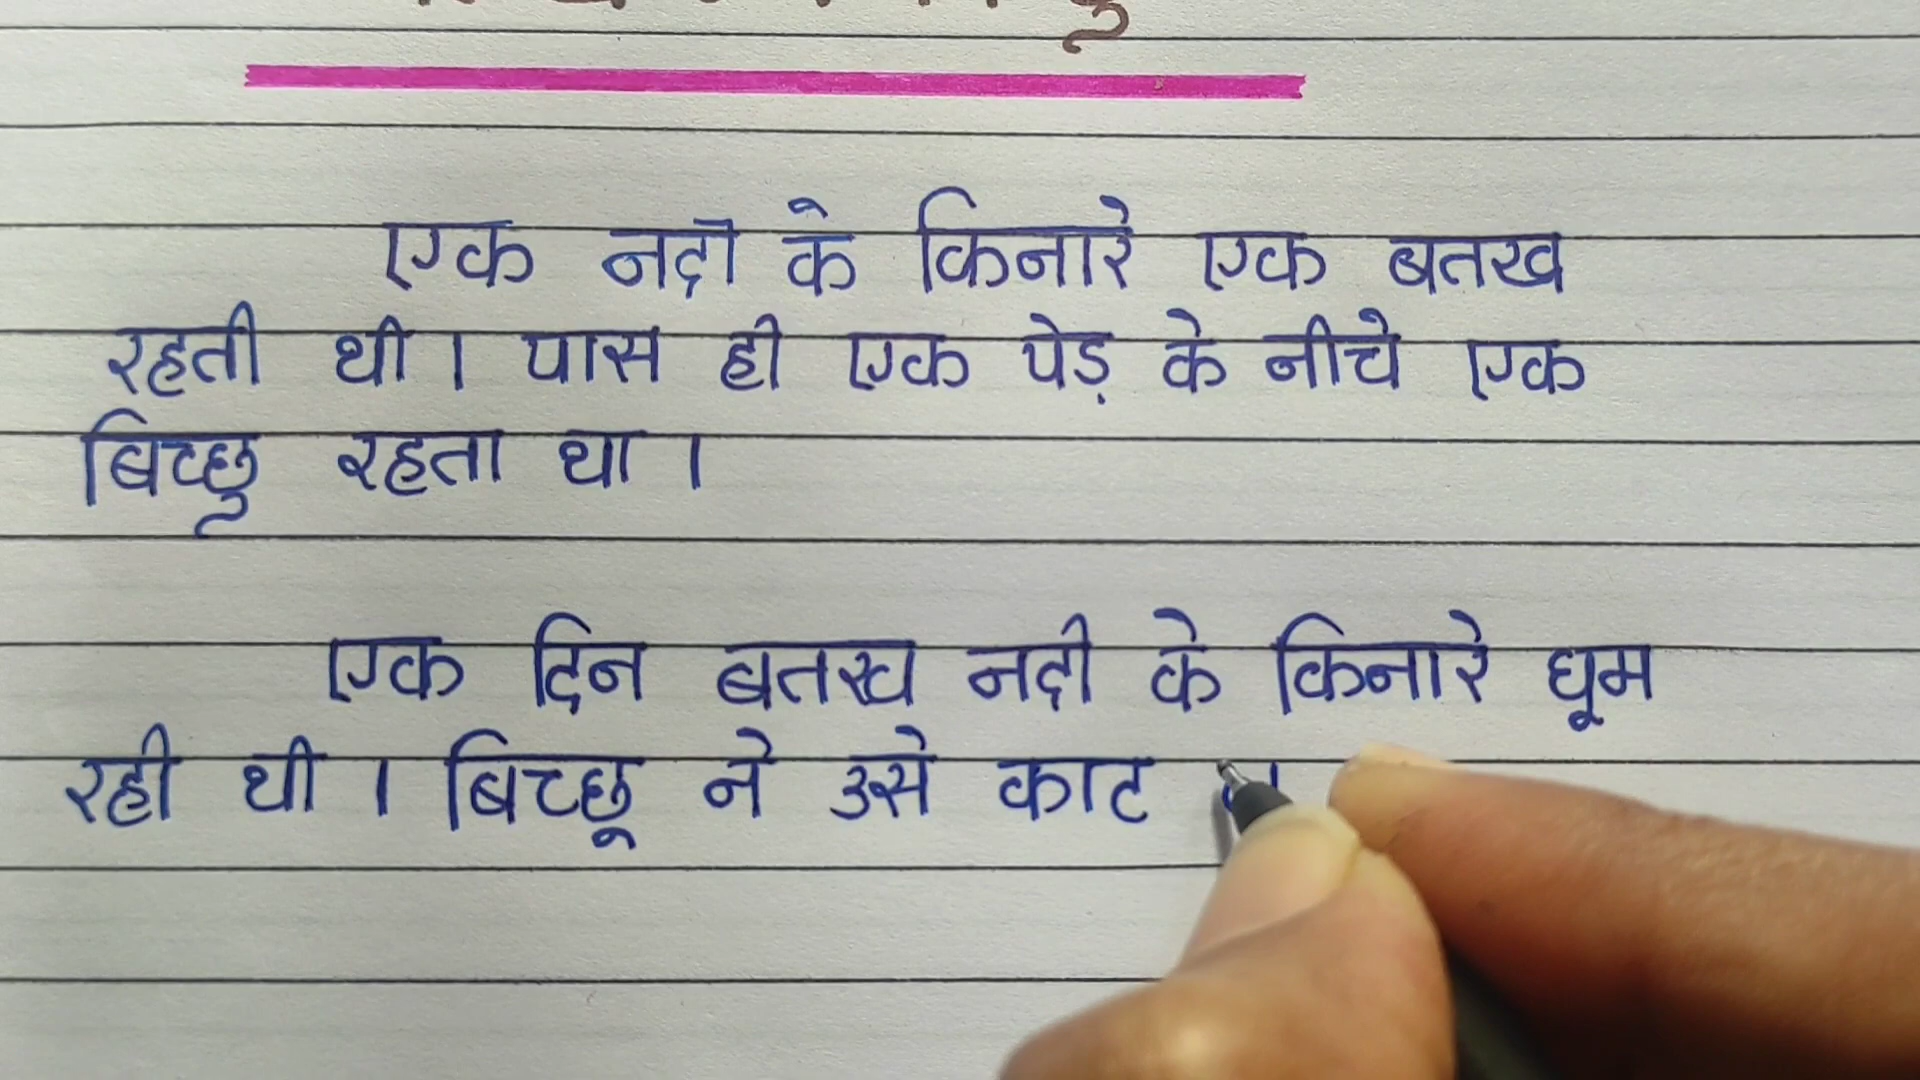 एक नदी के किनारे एक बतख
रहती थी । पास ही एक पेड़ के नीचे एक
बिच्छु रहता था ।
एक दिन बतख नदी के किनारे घूम
रही थी । बिच्छू ने उसे काट